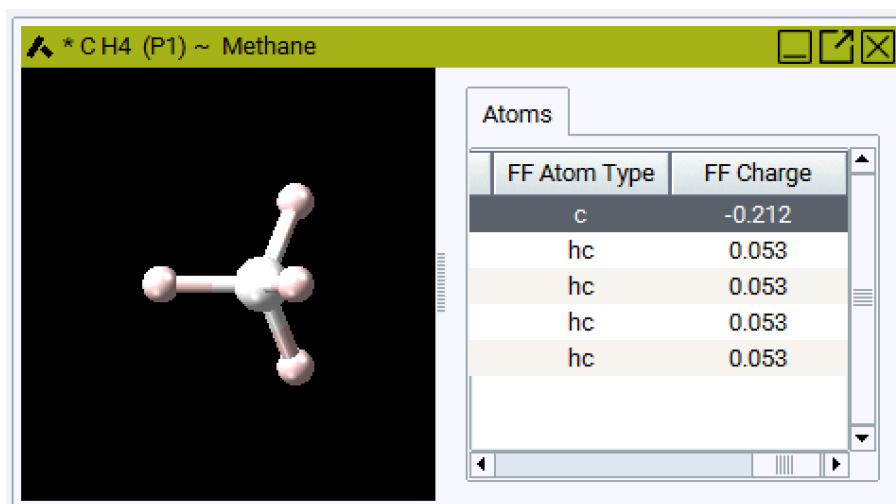 * C H4 (P1) ~ Methane
Atoms
FF Atom Type FF Charge
c -0.212
hc 0.053
hc 0.053
hc 0.053
hc 0.053